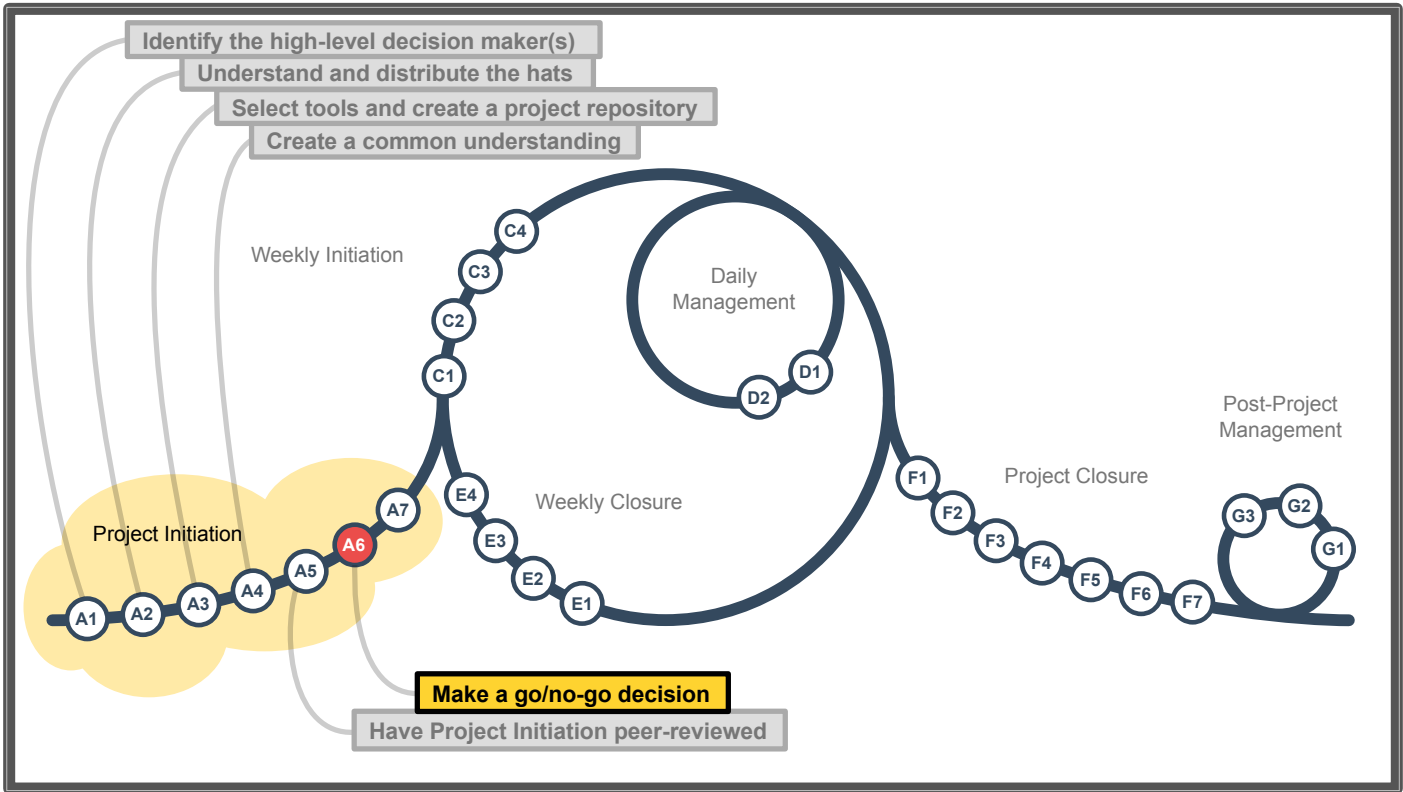 Identify the high-level decision maker(s)
Understand and distribute the hats
Select tools and create a project repository
Create a common understanding
Weekly Initiation
C4
C3
C2
C1
Daily
Management
D1
D2
Post-Project
Management
Project Closure
Weekly Closure
Project Initiation
A1
A2
A3
A4
A5
A6
A7
E4
E3
E2
E1
F1
F2
F3
F4
F5
F6
F7
G3
G2
G1
Make a go/no-go decision
Have Project Initiation peer-reviewed